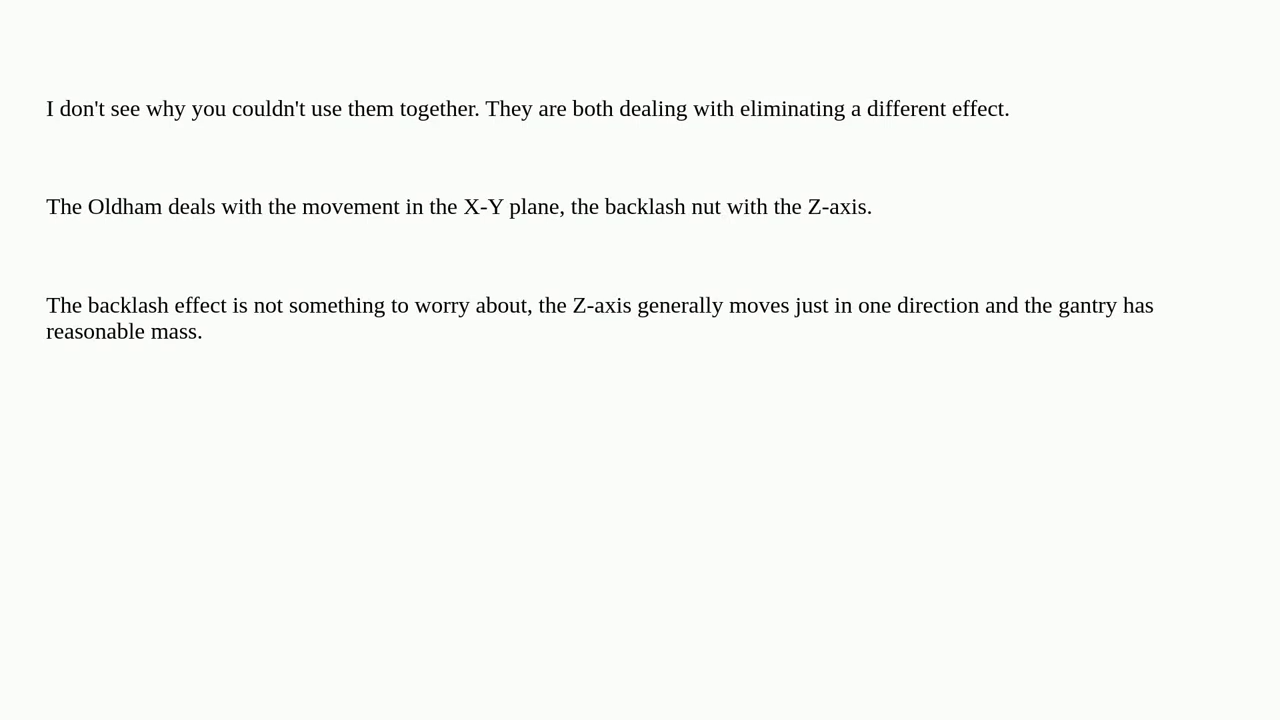 I don't see why you couldn't use them together. They are both dealing with eliminating a different effect.
The Oldham deals with the movement in the X-Y plane, the backlash nut with the Z-axis.
The backlash effect is not something to worry about, the Z-axis generally moves just in one direction and the gantry has
reasonable mass.